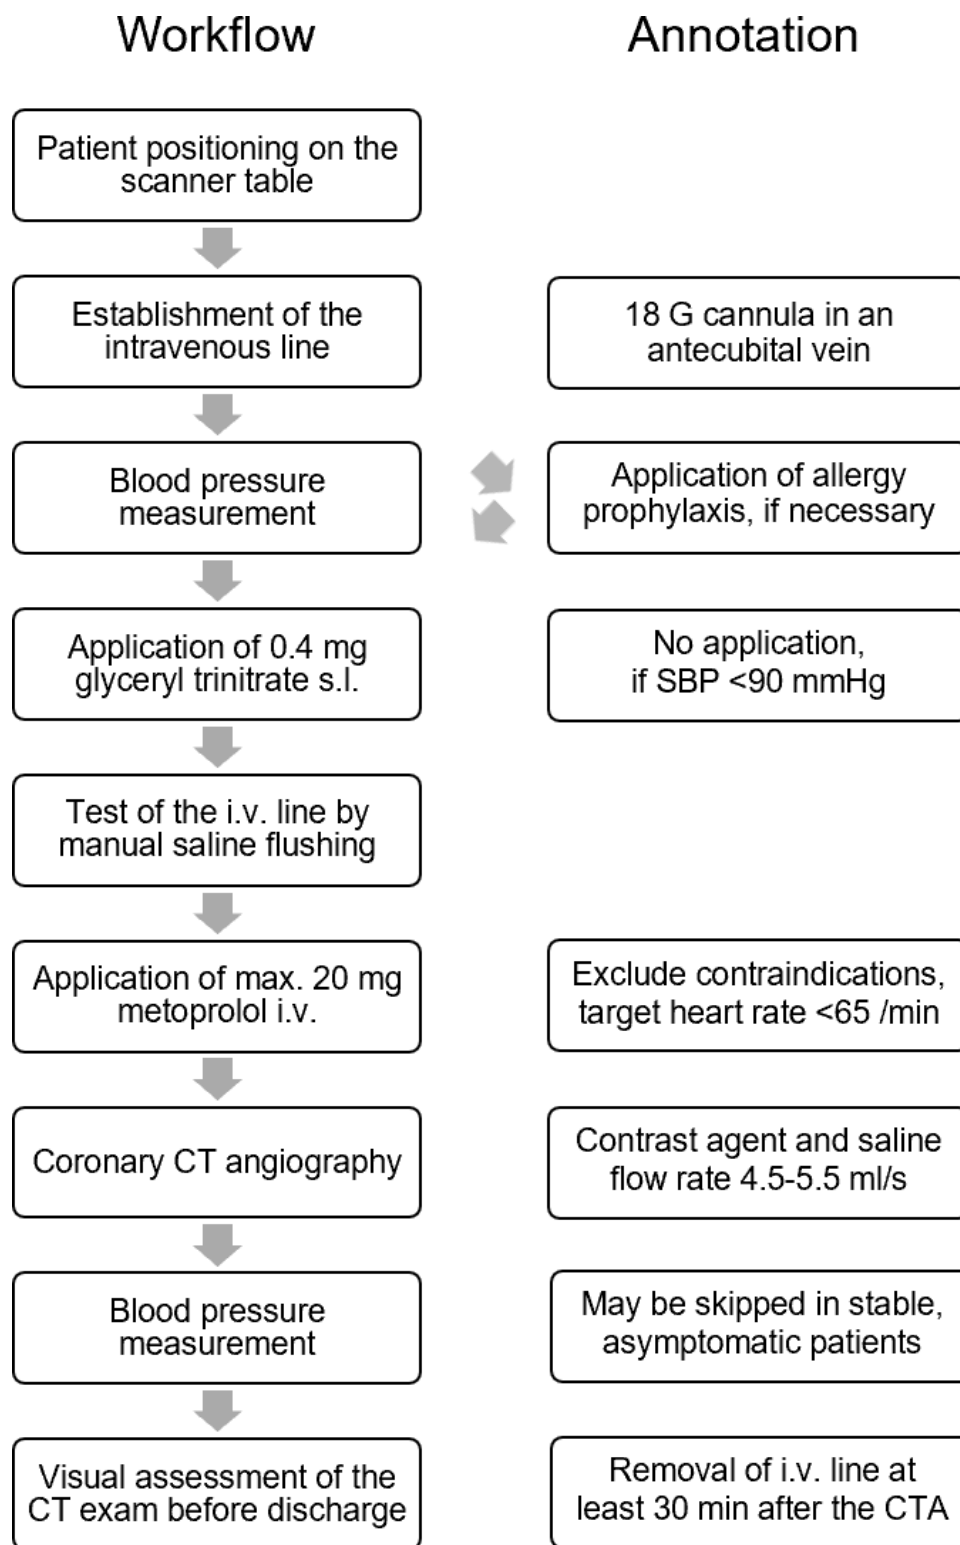 Workflow
Annotation
Patient positioning on the
scanner table
Establishment of the
intravenous line
18 G cannula in an
antecubital vein
Blood pressure
measurement
Application of allergy
prophylaxis, if necessary
Application of 0.4 mg
glyceryl trinitrate s.l.
No application,
if SBP <90 mmHg
Test of the i.v. line by
manual saline flushing
Application of max. 20 mg
metoprolol i.v.
Exclude contraindications,
target heart rate <65 /min
Coronary CT angiography
Contrast agent and saline
flow rate 4.5-5.5 ml/s
Blood pressure
measurement
May be skipped in stable,
asymptomatic patients
Visual assessment of the
CT exam before discharge
Removal of i.v. line at
least 30 min after the CTA